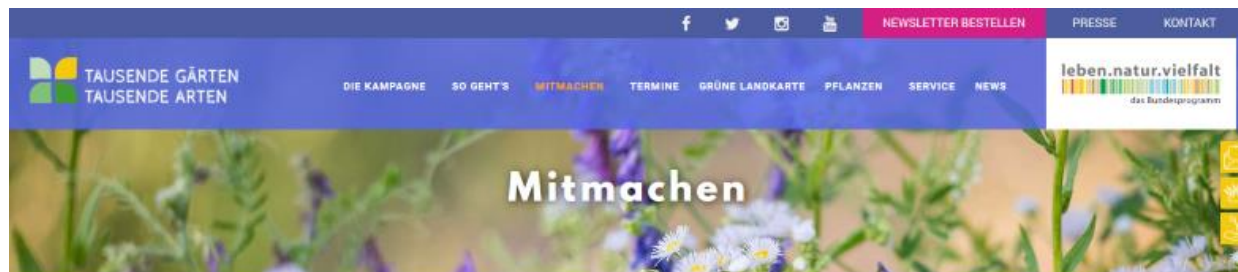 NEWSLETTER BESTELLEN PRESSE KONTAKT
TAUSENDE GÄRTEN
TAUSENDE ARTEN
DIE KAMPAGNE SO GEHT'S MITMACHEN TERMINE GRÜNE LANDKARTE PFLANZEN SERVICE NEWS
leben.natur.vielfalt
das Bundesprogramm
Mitmachen